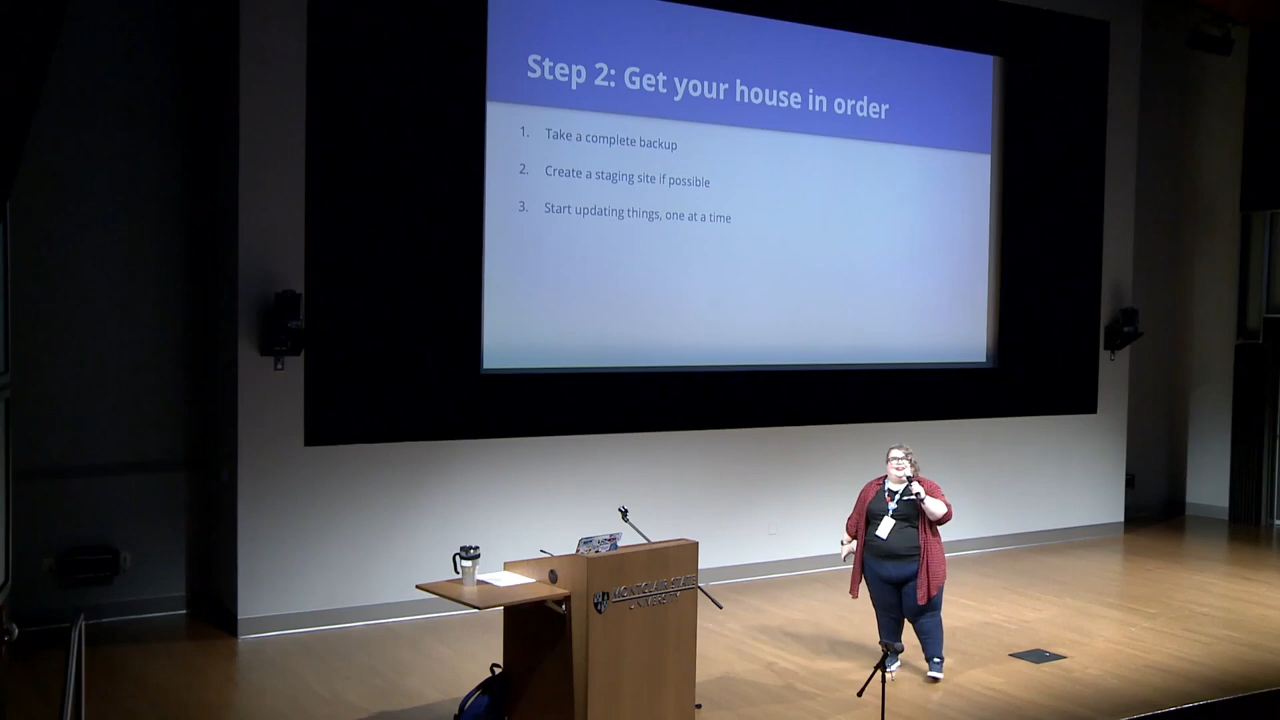 Step 2: Get your house in order
1. Take a complete backup
2. Create a staging site if possible
3. Start updating things, one at a time
MONTCLAIR STATE
UNIVERSITY